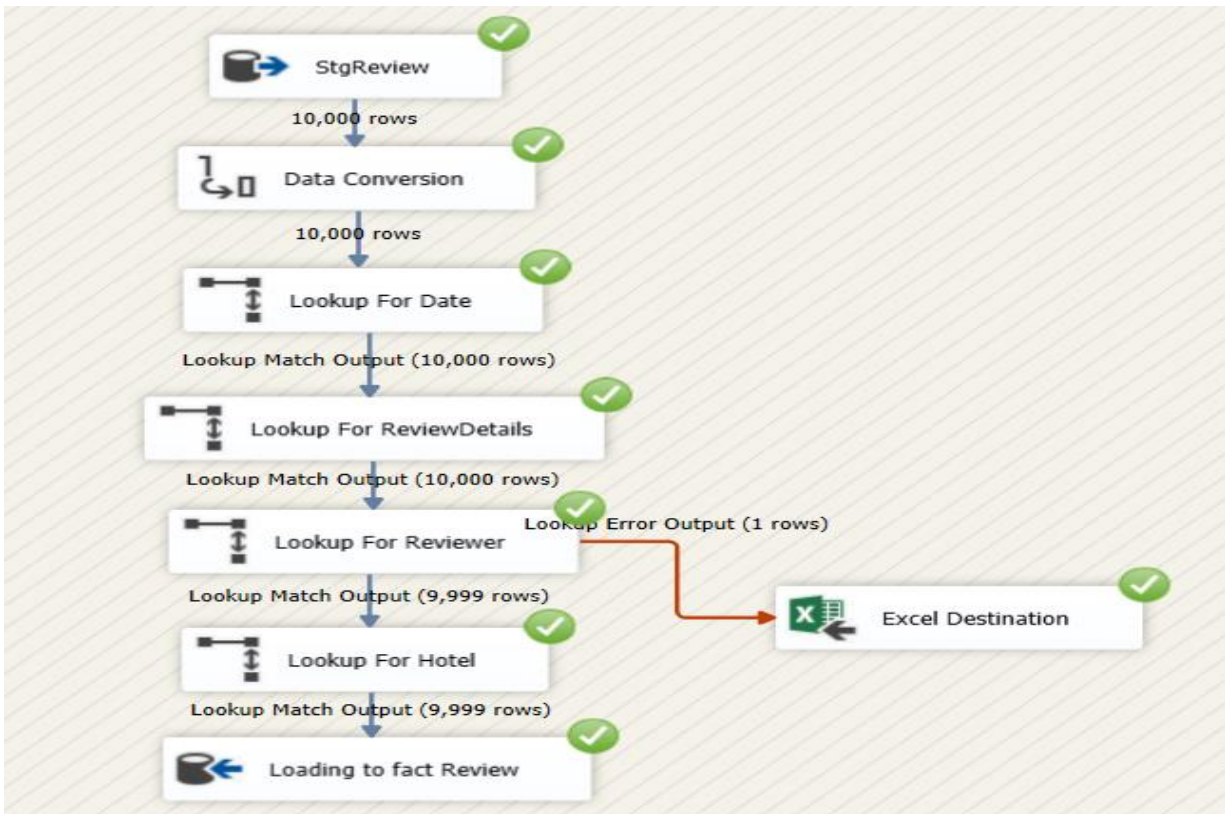 StgReview
10,000 rows
Data Conversion
10,000 rows
Lookup For Date
Lookup Match Output (10,000 rows)
Lookup For ReviewDetails
Lookup Match Output (10,000 rows)
Lookup Error Output (1 rows)
Lookup For Reviewer
Lookup Match Output (9,999 rows)
Excel Destination
Lookup For Hotel
Lookup Match Output (9,999 rows)
Loading to fact Review